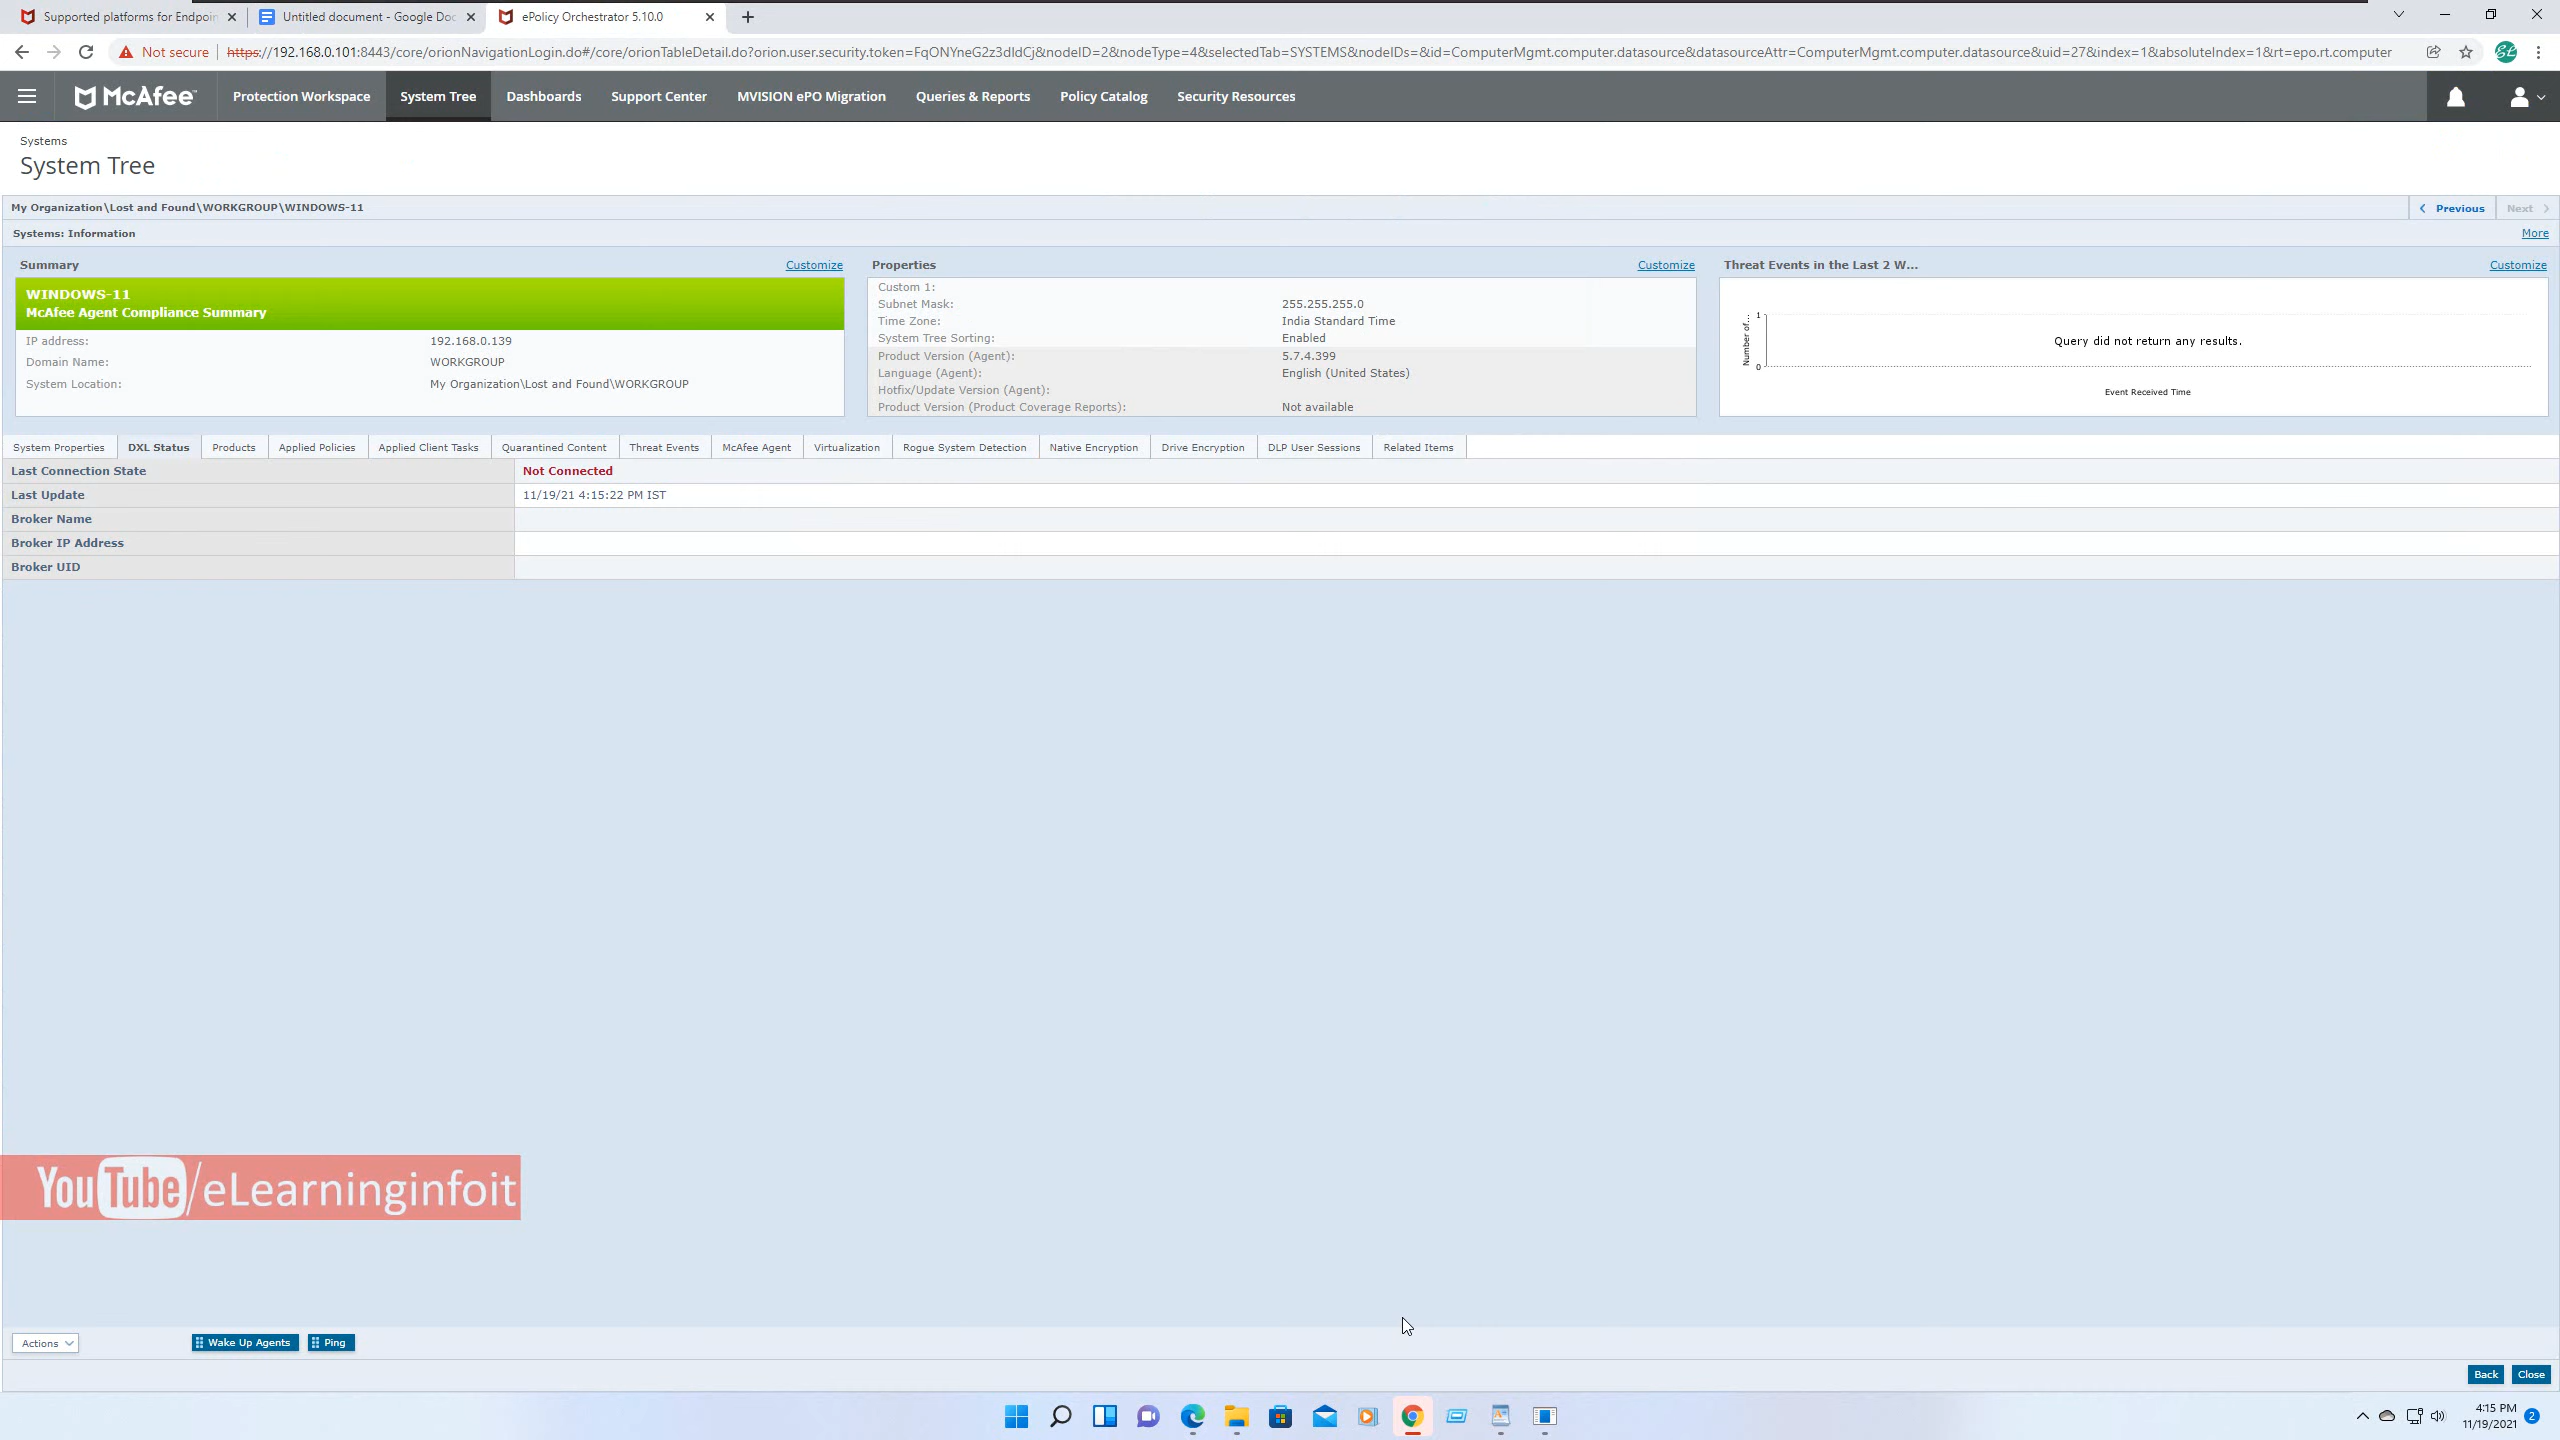 Supported platforms for Endpoin
Untitled document - Google Doc
ePolicy Orchestrator 5.10.0
Not secure
https://192.168.0.101:8443/core/orionNavigationLogin.do#/core/orionTableDetail.do?orion.user.security.token=FqONYneG2z3dIdCj&nodeID=2&nodeType=4&selectedTab=SYSTEMS&nodeIDs=&id=ComputerMgmt.computer.datasource&datasourceAttr=ComputerMgmt.computer.datasource&uid=27&index=1&absoluteIndex=1&rt=epo.rt.computer
McAfee™
Protection Workspace
System Tree
Dashboards
Support Center
MVISION ePO Migration
Queries & Reports
Policy Catalog
Security Resources
Systems
System Tree
My Organization\Lost and Found\WORKGROUP\WINDOWS-11
Previous
Next
Systems: Information
More
Summary
Customize
WINDOWS-11
McAfee Agent Compliance Summary
IP address: 192.168.0.139
Domain Name: WORKGROUP
System Location: My Organization\Lost and Found\WORKGROUP
Properties
Customize
Custom 1:
Subnet Mask: 255.255.255.0
Time Zone: India Standard Time
System Tree Sorting: Enabled
Product Version (Agent): 5.7.4.399
Language (Agent): English (United States)
Hotfix/Update Version (Agent):
Product Version (Product Coverage Reports): Not available
Threat Events in the Last 2 W...
Customize
Number of...
1
0
Query did not return any results.
Event Received Time
System Properties
DXL Status
Products
Applied Policies
Applied Client Tasks
Quarantined Content
Threat Events
McAfee Agent
Virtualization
Rogue System Detection
Native Encryption
Drive Encryption
DLP User Sessions
Related Items
Last Connection State Not Connected
Last Update 11/19/21 4:15:22 PM IST
Broker Name
Broker IP Address
Broker UID
YouTube/eLearninginfoit
Actions
Wake Up Agents
Ping
Back
Close
4:15 PM
11/19/2021
2